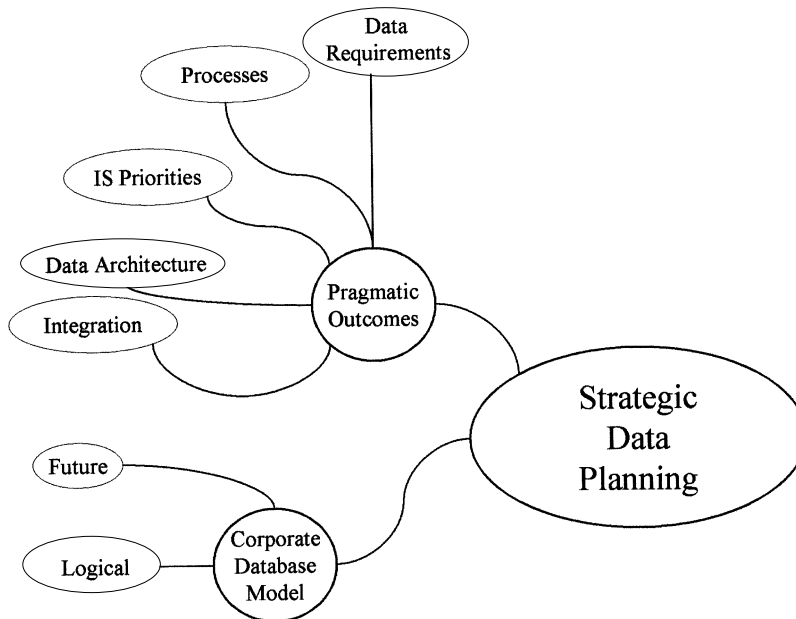 Data
Requirements
Processes
IS Priorities
Data Architecture
Integration
Pragmatic
Outcomes
Strategic
Data
Planning
Future
Logical
Corporate
Database
Model